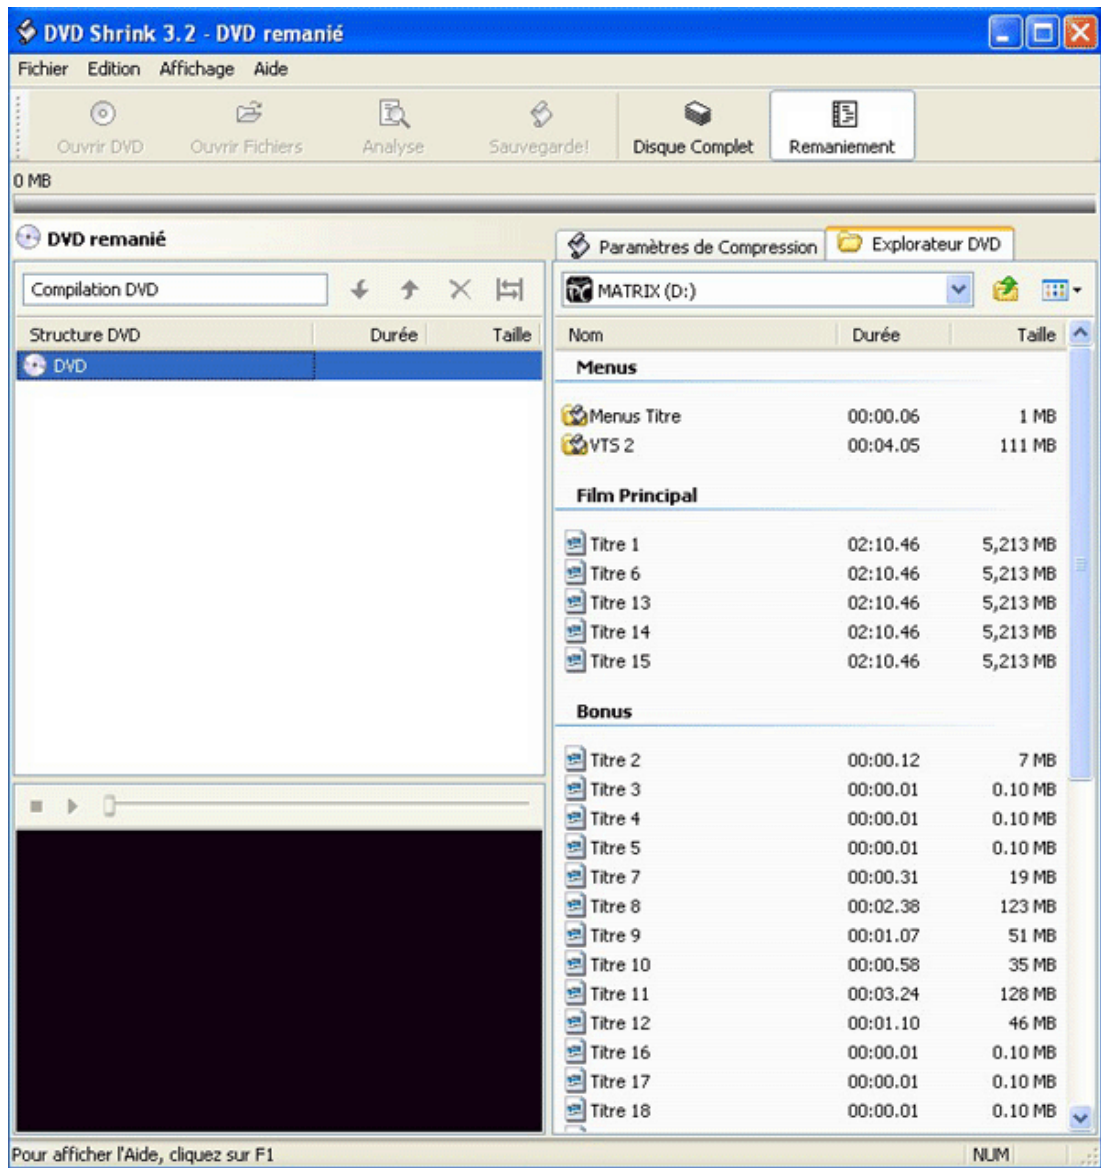 DVD Shrink 3.2 - DVD remanié
Fichier Edition Affichage Aide
Ouvrir DVD Ouvrir Fichiers Analyse Sauvegarde! Disque Complet Remaniement
0 MB
DVD remanié
Compilation DVD
Structure DVD Durée Taille
DVD
Paramètres de Compression Explorateur DVD
MATRIX (D:)
Nom Durée Taille
Menus
Menus Titre 00:00.06 1 MB
VTS 2 00:04.05 111 MB
Film Principal
Titre 1 02:10.46 5,213 MB
Titre 6 02:10.46 5,213 MB
Titre 13 02:10.46 5,213 MB
Titre 14 02:10.46 5,213 MB
Titre 15 02:10.46 5,213 MB
Bonus
Titre 2 00:00.12 7 MB
Titre 3 00:00.01 0.10 MB
Titre 4 00:00.01 0.10 MB
Titre 5 00:00.01 0.10 MB
Titre 7 00:00.31 19 MB
Titre 8 00:02.38 123 MB
Titre 9 00:01.07 51 MB
Titre 10 00:00.58 35 MB
Titre 11 00:03.24 128 MB
Titre 12 00:01.10 46 MB
Titre 16 00:00.01 0.10 MB
Titre 17 00:00.01 0.10 MB
Titre 18 00:00.01 0.10 MB
Pour afficher l'Aide, cliquez sur F1 NUM